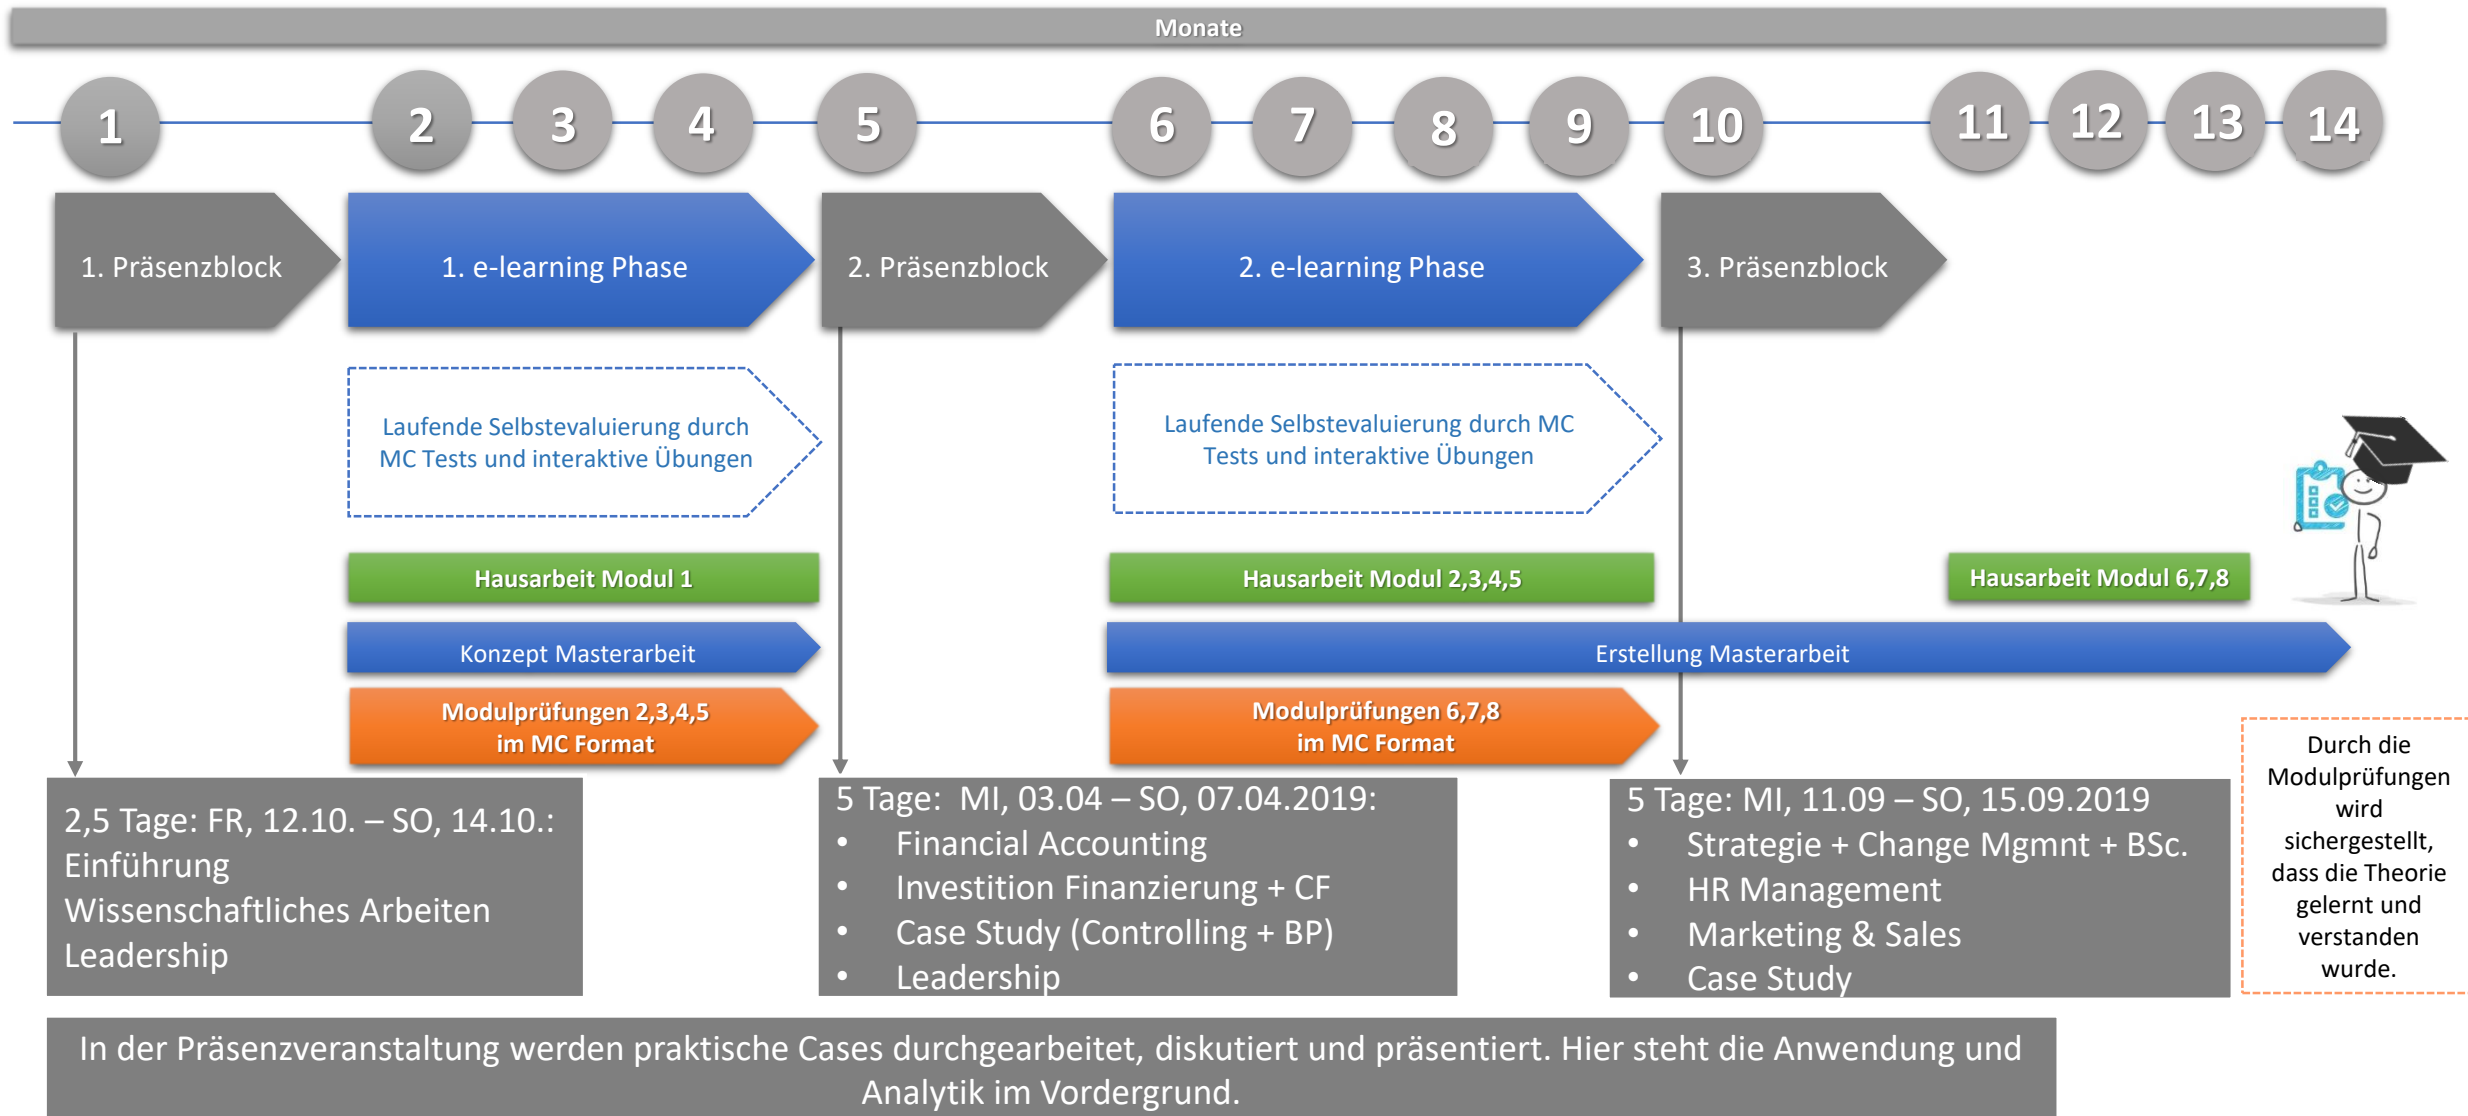 Monate
1 2 3 4 5 6 7 8 9 10 11 12 13 14
1. Präsenzblock
1. e-learning Phase
2. Präsenzblock
2. e-learning Phase
3. Präsenzblock
Laufende Selbstevaluierung durch
MC Tests und interaktive Übungen
Laufende Selbstevaluierung durch MC
Tests und interaktive Übungen
Hausarbeit Modul 1
Hausarbeit Modul 2,3,4,5
Hausarbeit Modul 6,7,8
Konzept Masterarbeit
Erstellung Masterarbeit
Modulprüfungen 2,3,4,5
im MC Format
Modulprüfungen 6,7,8
im MC Format
2,5 Tage: FR, 12.10. – SO, 14.10.:
Einführung
Wissenschaftliches Arbeiten
Leadership
5 Tage:  MI, 03.04 – SO, 07.04.2019:
• Financial Accounting
• Investition Finanzierung + CF
• Case Study (Controlling + BP)
• Leadership
5 Tage: MI, 11.09 – SO, 15.09.2019
• Strategie + Change Mgmnt + BSc.
• HR Management
• Marketing & Sales
• Case Study
Durch die
Modulprüfungen
wird
sichergestellt,
dass die Theorie
gelernt und
verstanden
wurde.
In der Präsenzveranstaltung werden praktische Cases durchgearbeitet, diskutiert und präsentiert. Hier steht die Anwendung und
Analytik im Vordergrund.